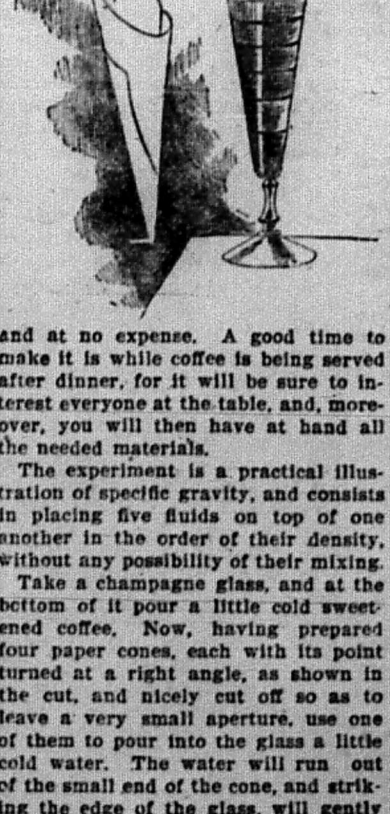 and at no expense. A good time to
make it is while coffee is being served
after dinner, for it will be sure to in-
terest everyone at the table, and, more-
over, you will then have at hand all
the needed materials.
The experiment is a practical illus-
tration of specific gravity, and consists
in placing five fluids on top of one
another in the order of their density,
without any possibility of their mixing.
Take a champagne glass, and at the
bottom of it pour a little cold sweet-
ened coffee. Now, having prepared
four paper cones, each with its point
turned at a right angle, as shown in
the cut, and nicely cut off so as to
leave a very small aperture, use one
of them to pour into the glass a little
cold water. The water will run out
of the small end of the cone, and strik-
ing the edge of the glass, will gently